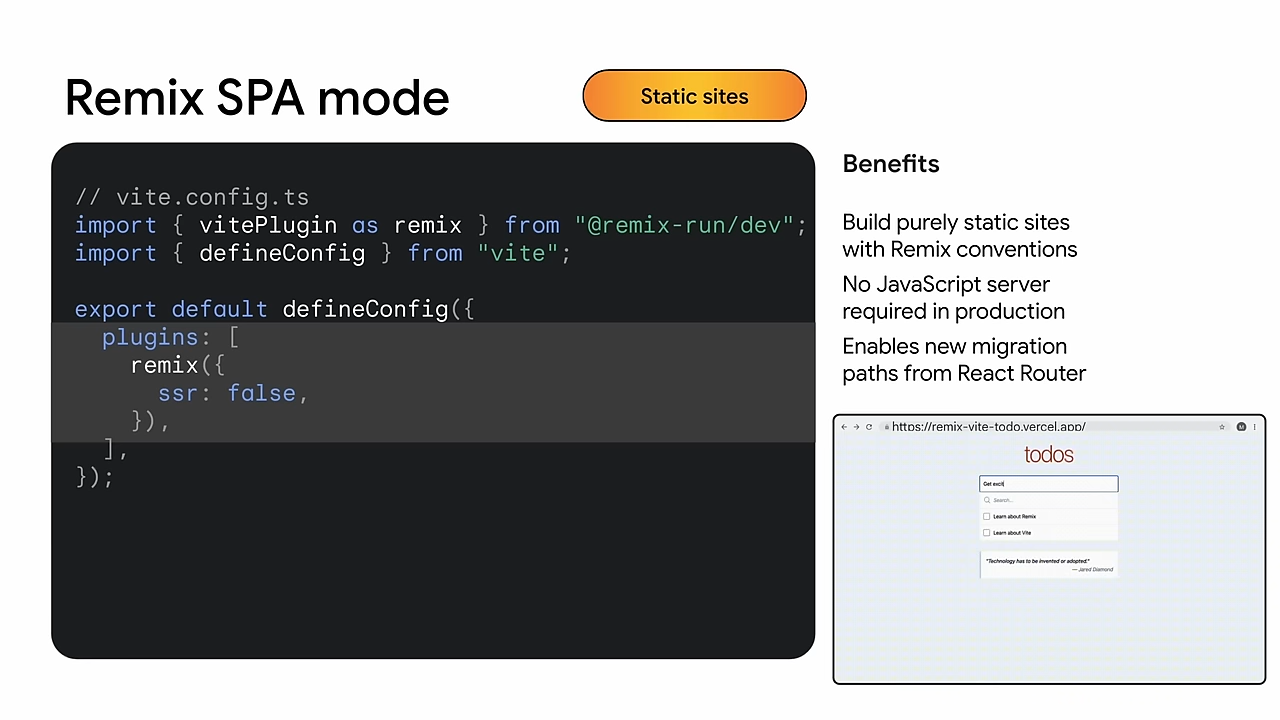 Remix SPA mode
Static sites
// vite.config.ts
import { vitePlugin as remix } from "@remix-run/dev";
import { defineConfig } from "vite";
export default defineConfig({
  plugins: [
    remix({
      ssr: false,
    }),
  ],
});
Benefits
Build purely static sites
with Remix conventions
No JavaScript server
required in production
Enables new migration
paths from React Router
https://remix-vite-todo.vercel.app/
M
todos
Get excit
Search...
Learn about Remix
Learn about Vite
"Technology has to be invented or adopted."
— Jared Diamond